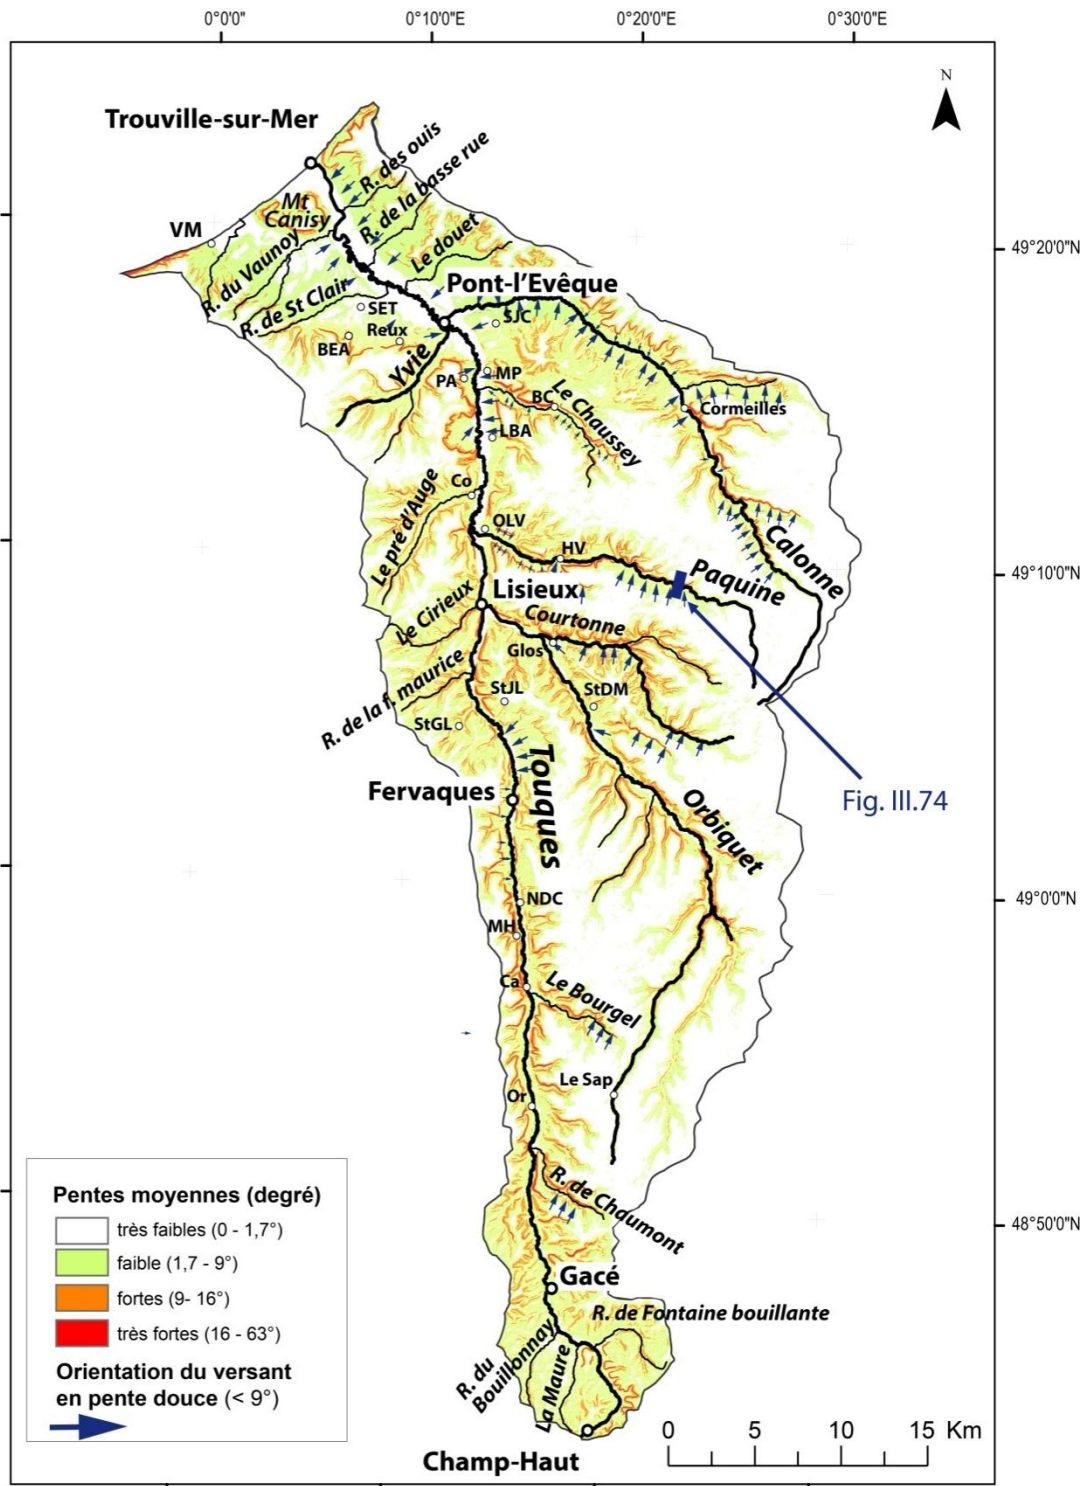 0°0'0"
0°10'0"E
0°20'0"E
0°30'0"E
N
Trouville-sur-Mer
R. des ouis
R. de la basse rue
Mt
Canisy
VM
49°20'0"N
R. du Vaunoy
Le douet
Pont-l'Evêque
R. de St Clair
SET
SJC
Reux
BEA
Yvie
PA
MP
BC
Le Chaussey
Cormeilles
LBA
Co
Le pré d'Auge
OLV
HV
Calonne
Paquine
49°10'0"N
Lisieux
Le Cirieux
Courtonne
Glos
R. de la f. maurice
StJL
StDM
StGL
Touques
Fervaques
Fig. III.74
Orbiquet
NDC
49°0'0"N
MH
Ca
Le Bourgel
Le Sap
Or
R. de Chaumont
48°50'0"N
Gacé
R. de Fontaine bouillante
R. du
Bouillonnay
La Maure
Champ-Haut
Pentes moyennes (degré)
très faibles (0 - 1,7°)
faible (1,7 - 9°)
fortes (9- 16°)
très fortes (16 - 63°)
Orientation du versant
en pente douce (< 9°)
0 5 10 15 Km